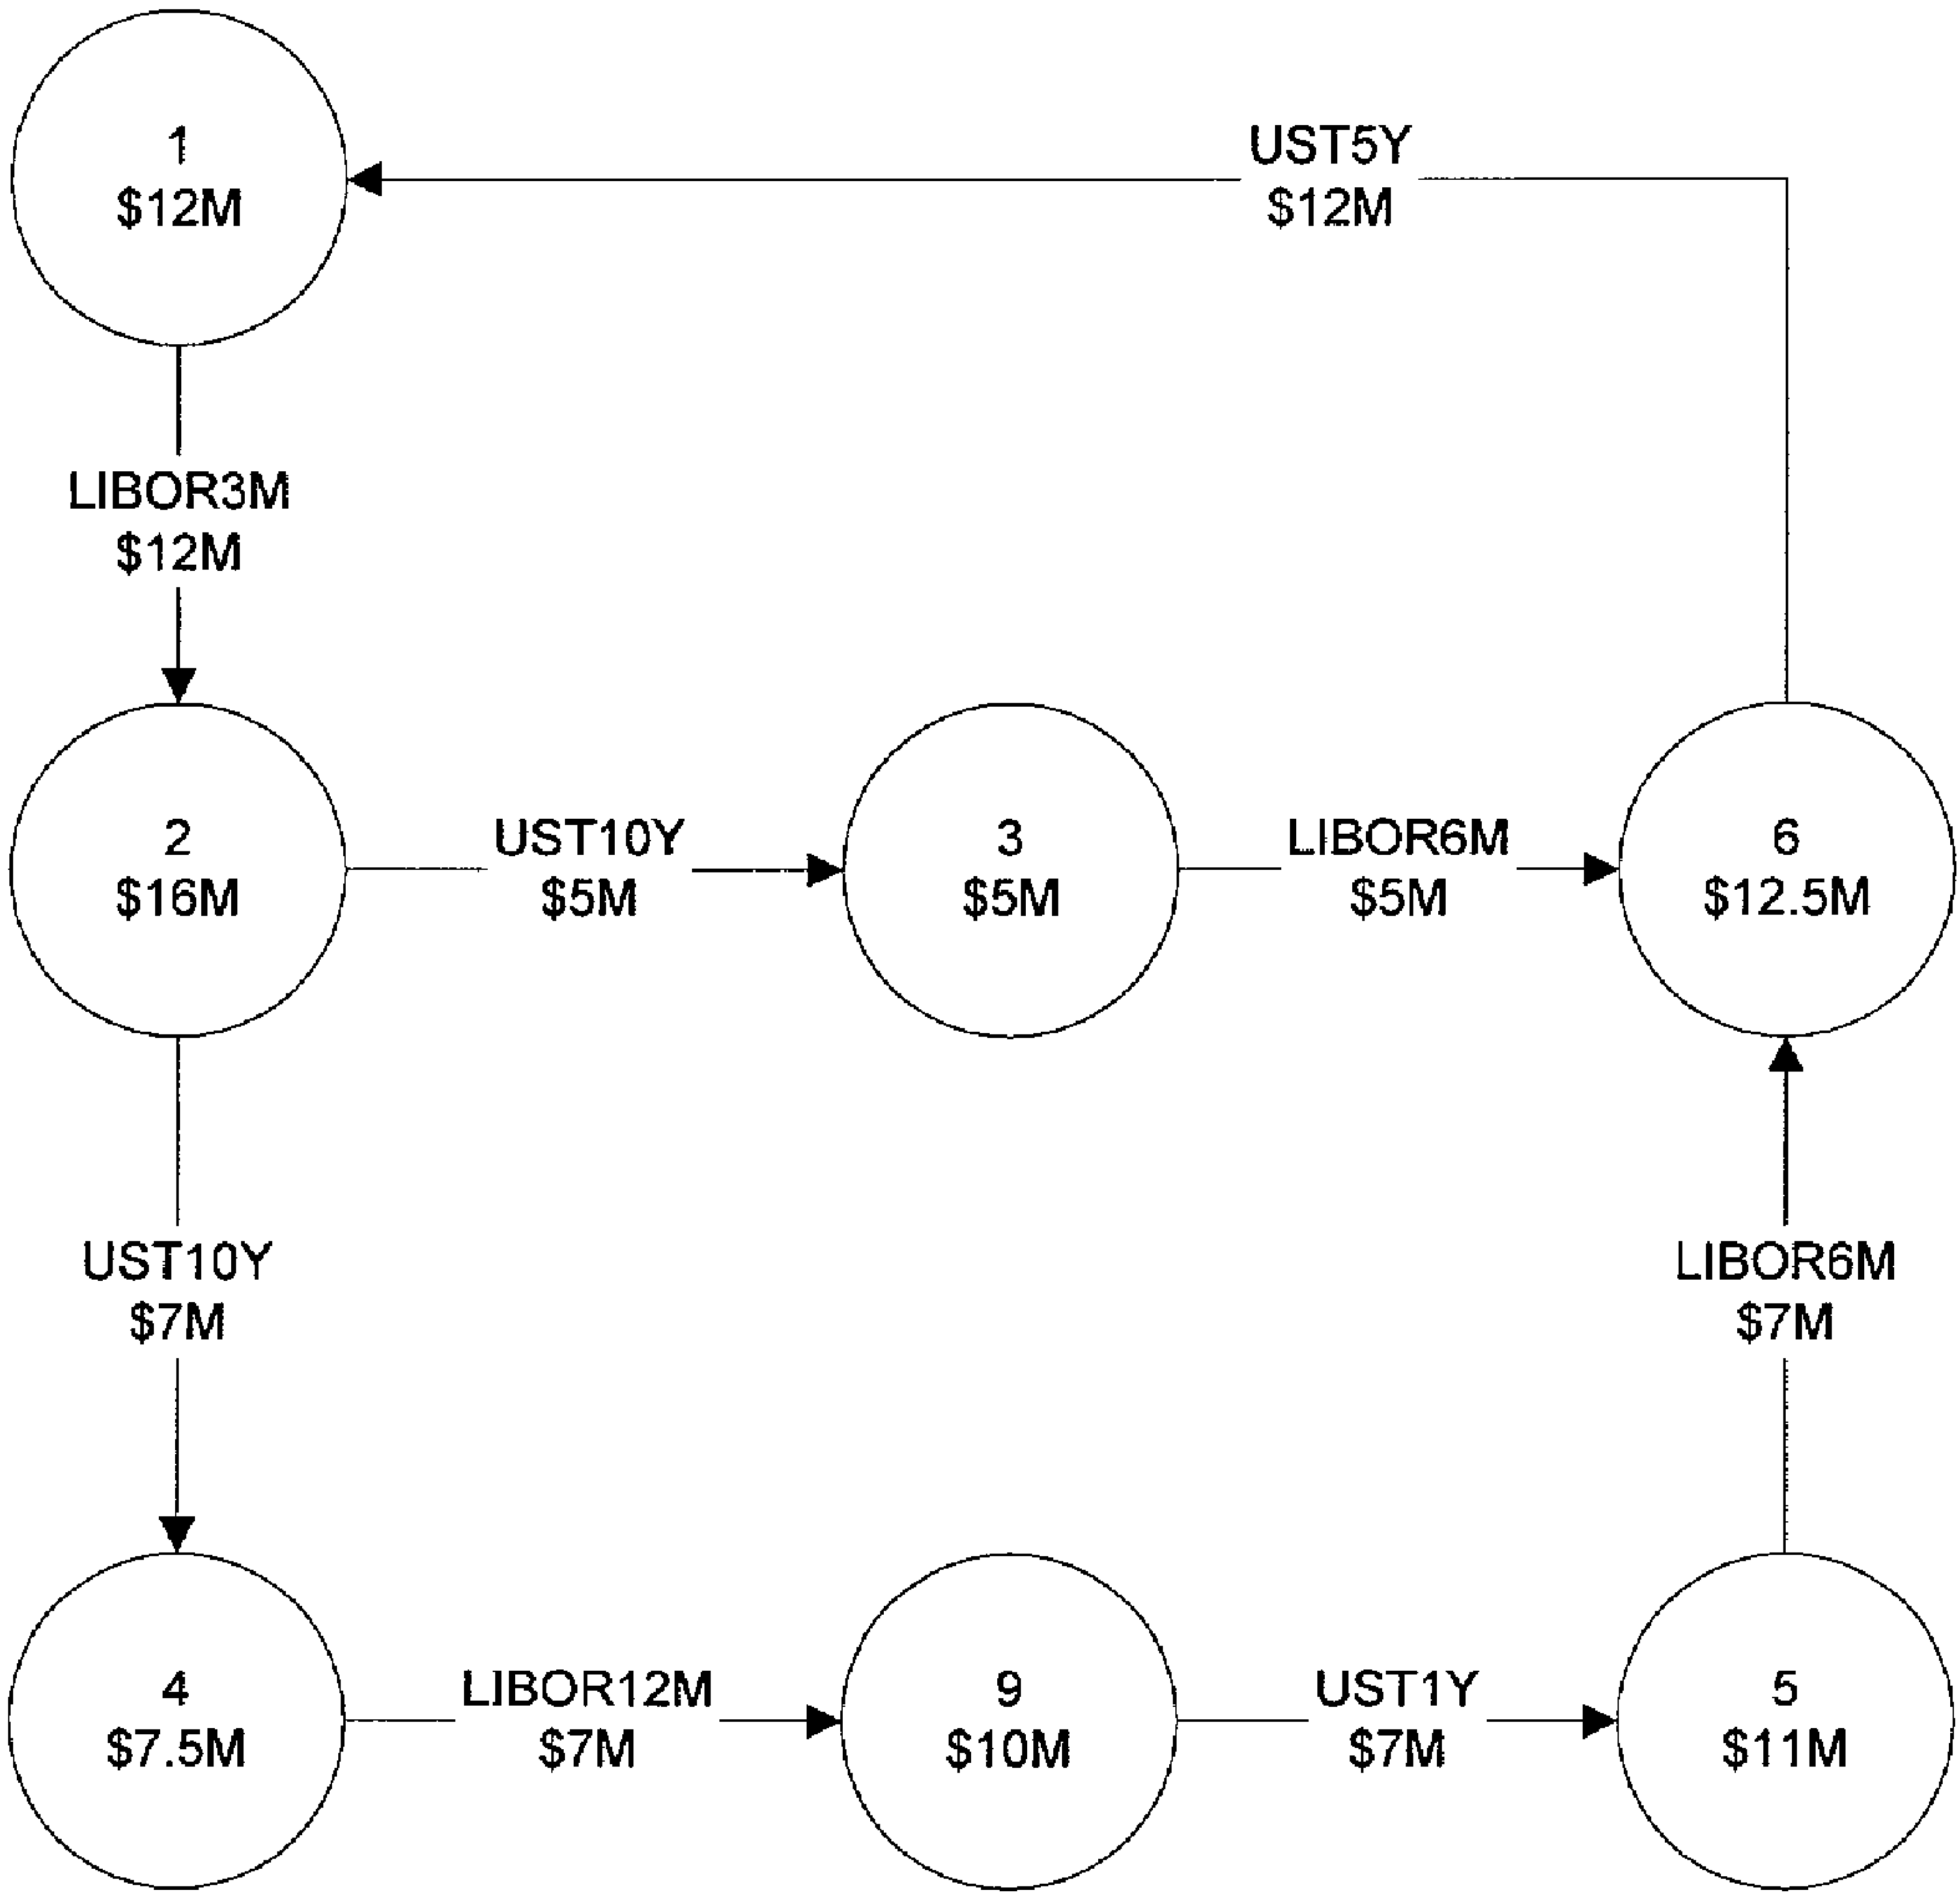 1
$12M
UST5Y
$12M
LIBOR3M
$12M
2
$16M
UST10Y
$5M
3
$5M
LIBOR6M
$5M
6
$12.5M
UST10Y
$7M
LIBOR6M
$7M
4
$7.5M
LIBOR12M
$7M
9
$10M
UST1Y
$7M
5
$11M